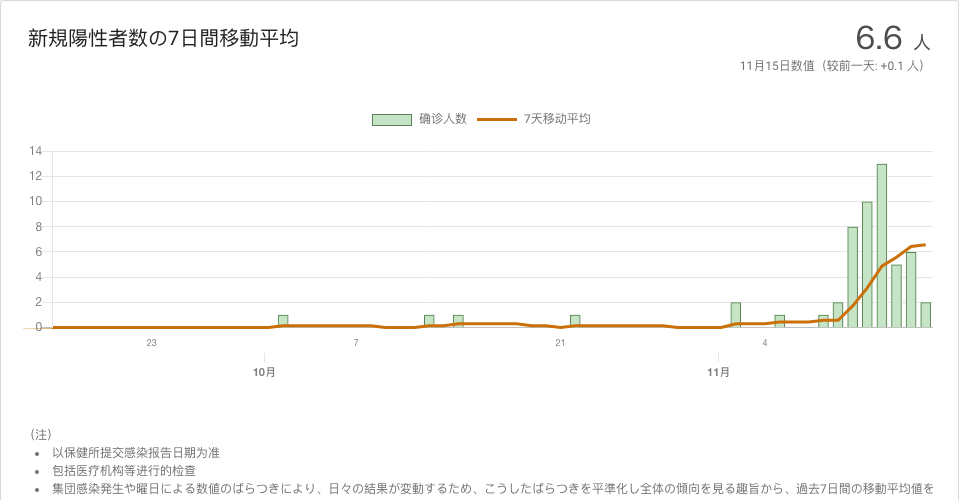 新規陽性者数の7日間移動平均
6.6 人
11月15日数值（较前一天: +0.1 人）
确诊人数 7天移动平均
14
12
10
8
6
4
2
0
23 7 21 4
10月 11月
（注）
• 以保健所提交感染报告日期为准
• 包括医疗机构等进行的检查
• 集団感染発生や曜日による数値のばらつきにより、日々の結果が変動するため、こうしたばらつきを平準化し全体の傾向を見る趣旨から、過去7日間の移動平均値を